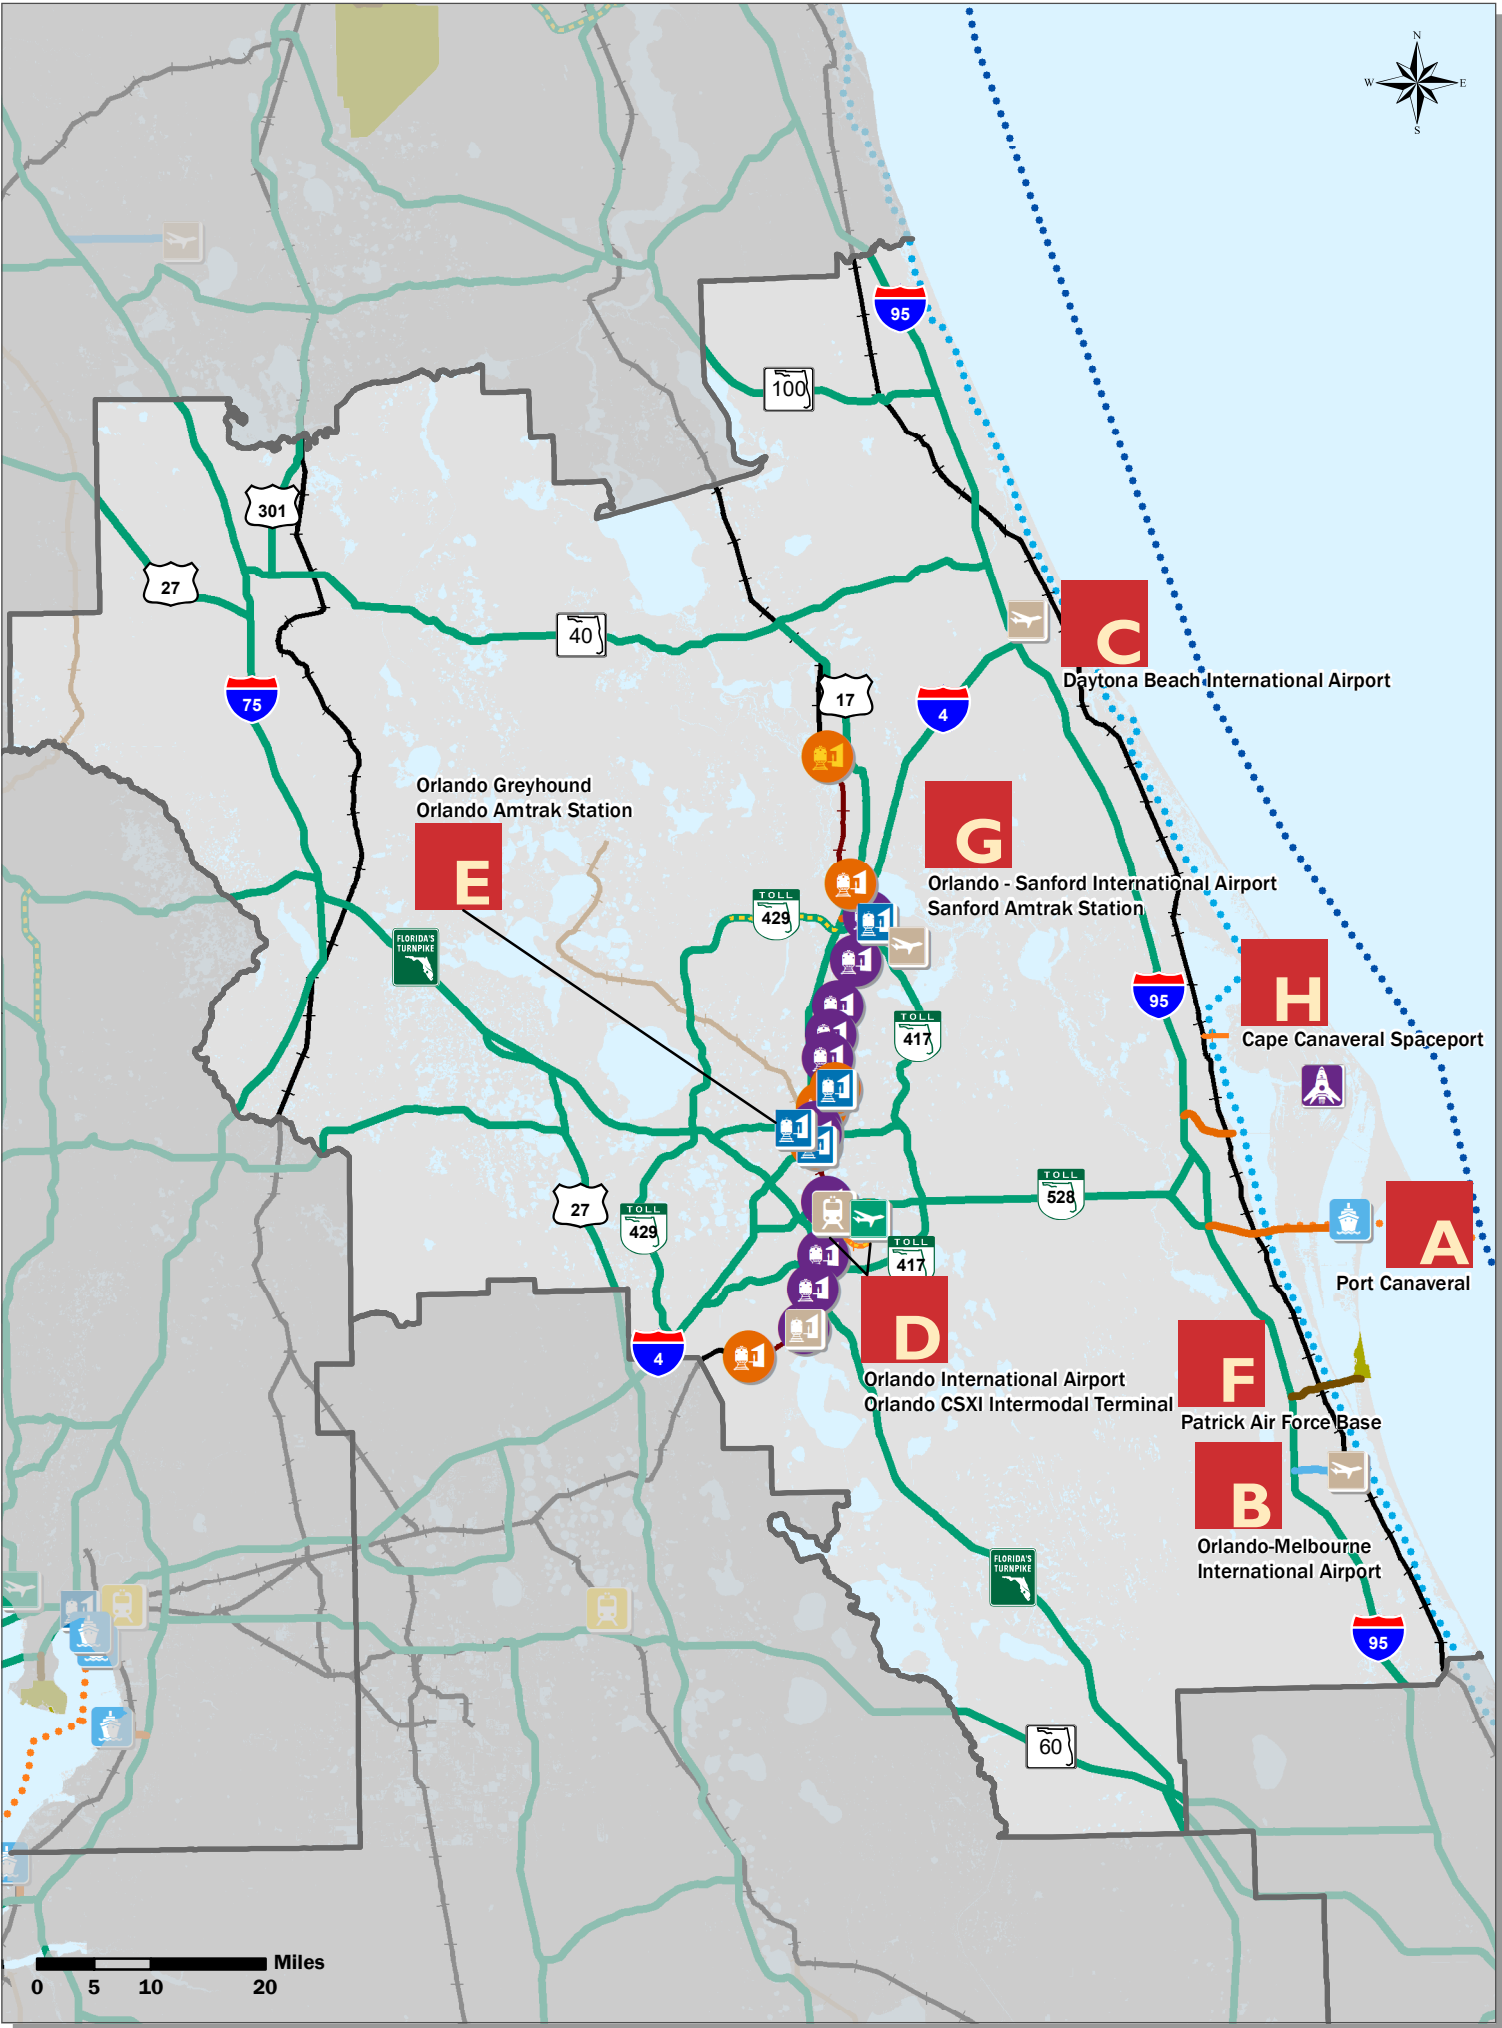 N
W E
S
95
100
301
27
40
C
Daytona Beach International Airport
75
17
4
Orlando Greyhound
Orlando Amtrak Station
E
G
Orlando - Sanford International Airport
Sanford Amtrak Station
TOLL
429
FLORIDA'S
TURNPIKE
H
Cape Canaveral Spaceport
95
TOLL
417
TOLL
528
27
TOLL
429
A
Port Canaveral
TOLL
417
D
Orlando International Airport
Orlando CSXI Intermodal Terminal
4
F
Patrick Air Force Base
B
Orlando-Melbourne
International Airport
FLORIDA'S
TURNPIKE
95
60
Miles
0 5 10 20